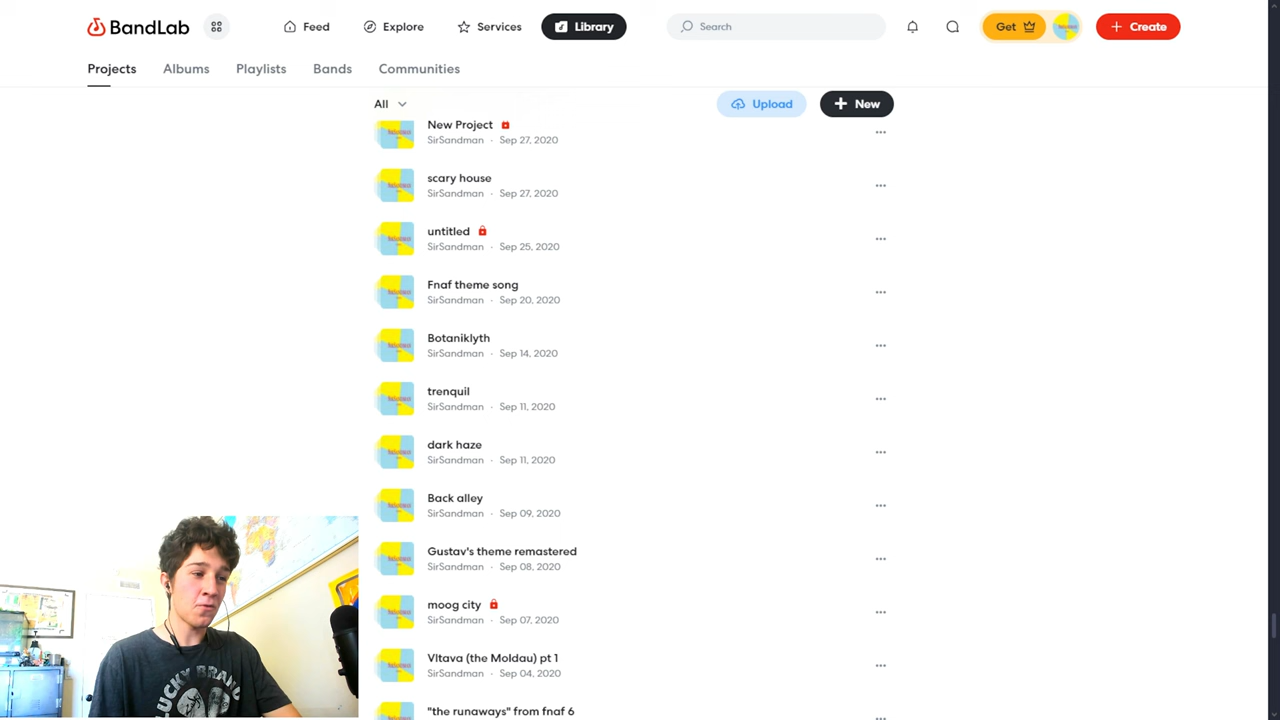 BandLab
Feed
Explore
Services
Library
Search
Get
Create
Projects
Albums
Playlists
Bands
Communities
All
Upload
New
New Project
SirSandman · Sep 27, 2020
scary house
SirSandman · Sep 27, 2020
untitled
SirSandman · Sep 25, 2020
Fnaf theme song
SirSandman · Sep 20, 2020
Botaniklyth
SirSandman · Sep 14, 2020
trenquil
SirSandman · Sep 11, 2020
dark haze
SirSandman · Sep 11, 2020
Back alley
SirSandman · Sep 09, 2020
Gustav's theme remastered
SirSandman · Sep 08, 2020
moog city
SirSandman · Sep 07, 2020
Vltava (the Moldau) pt 1
SirSandman · Sep 04, 2020
"the runaways" from fnaf 6
LUCKY BRAND